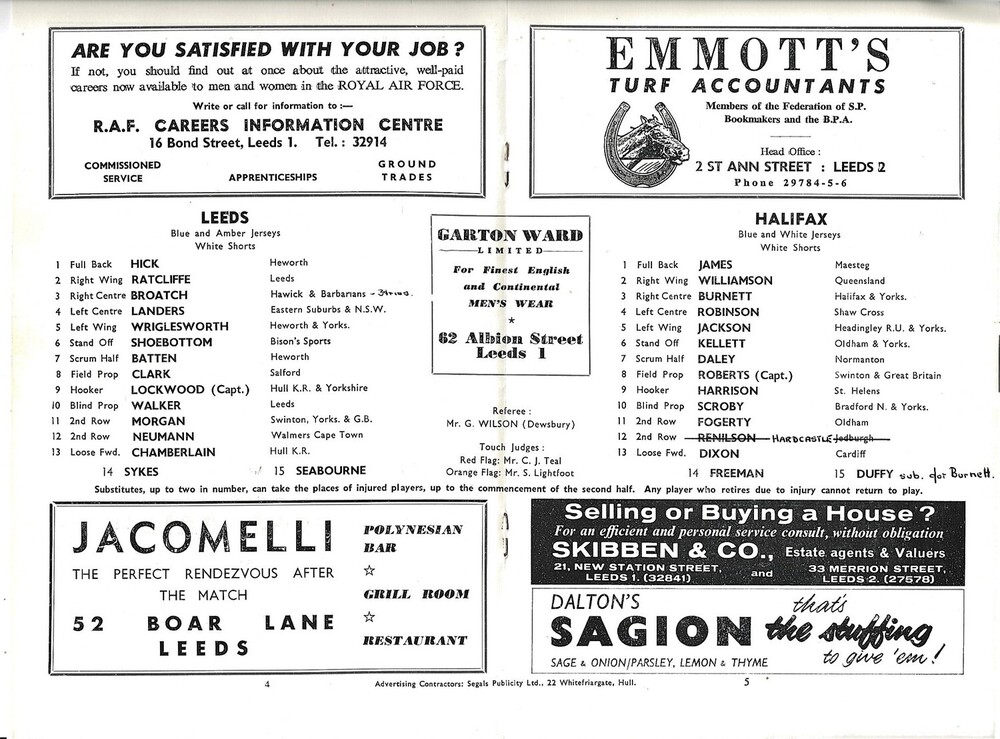 ARE YOU SATISFIED WITH YOUR JOB?
If not, you should find out at once about the attractive, well-paid
careers now available to men and women in the ROYAL AIR FORCE.
Write or call for information to :—
R.A.F. CAREERS INFORMATION CENTRE
16 Bond Street, Leeds 1. Tel. : 32914
COMMISSIONED SERVICE
APPRENTICESHIPS
GROUND TRADES
LEEDS
Blue and Amber Jerseys
White Shorts
1 Full Back HICK Heworth
2 Right Wing RATCLIFFE Leeds
3 Right Centre BROATCH Hawick & Barbarians
4 Left Centre LANDERS Eastern Suburbs & N.S.W.
5 Left Wing WRIGLESWORTH Heworth & Yorks.
6 Stand Off SHOEBOTTOM Bison's Sports
7 Scrum Half BATTEN Heworth
8 Field Prop CLARK Salford
9 Hooker LOCKWOOD (Capt.) Hull K.R. & Yorkshire
10 Blind Prop WALKER Leeds
11 2nd Row MORGAN Swinton, Yorks. & G.B.
12 2nd Row NEUMANN Walmers Cape Town
13 Loose Fwd. CHAMBERLAIN Hull K.R.
14 SYKES 15 SEABOURNE
GARTON WARD
LIMITED
For Finest English
and Continental
MEN'S WEAR
62 Albion Street
Leeds 1
Referee :
Mr. G. WILSON (Dewsbury)
Touch Judges :
Red Flag: Mr. C. J. Teal
Orange Flag: Mr. S. Lightfoot
EMMOTT'S
TURF ACCOUNTANTS
Members of the Federation of S.P.
Bookmakers and the B.P.A.
Head Office :
2 ST ANN STREET : LEEDS 2
Phone 29784-5-6
HALIFAX
Blue and White Jerseys
White Shorts
1 Full Back JAMES Maesteg
2 Right Wing WILLIAMSON Queensland
3 Right Centre BURNETT Halifax & Yorks.
4 Left Centre ROBINSON Shaw Cross
5 Left Wing JACKSON Headingley R.U. & Yorks.
6 Stand Off KELLETT Oldham & Yorks.
7 Scrum Half DALEY Normanton
8 Field Prop ROBERTS (Capt.) Swinton & Great Britain
9 Hooker HARRISON St. Helens
10 Blind Prop SCROBY Bradford N. & Yorks.
11 2nd Row FOGERTY Oldham
12 2nd Row RENILSON HARDCASTLE Jedburgh
13 Loose Fwd. DIXON Cardiff
14 FREEMAN 15 DUFFY sub. for Burnett.
Substitutes, up to two in number, can take the places of injured players, up to the commencement of the second half. Any player who retires due to injury cannot return to play.
JACOMELLI
THE PERFECT RENDEZVOUS AFTER
THE MATCH
52 BOAR LANE
LEEDS
POLYNESIAN
BAR
GRILL ROOM
RESTAURANT
Selling or Buying a House?
For an efficient and personal service consult, without obligation
SKIBBEN & CO., Estate agents & Valuers
21, NEW STATION STREET, LEEDS 1. (32841)
and
33 MERRION STREET, LEEDS 2. (27578)
DALTON'S
SAGION
SAGE & ONION/PARSLEY, LEMON & THYME
that's
the stuffing
to give 'em!
4
Advertising Contractors: Segals Publicity Ltd., 22 Whitefriargate, Hull.
5